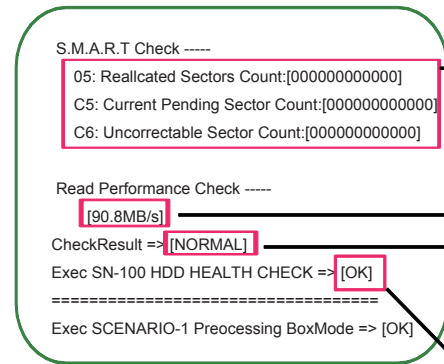 S.M.A.R.T Check -----
05: Reallcated Sectors Count:[000000000000]
C5: Current Pending Sector Count:[000000000000]
C6: Uncorrectable Sector Count:[000000000000]
Read Performance Check -----
[90.8MB/s]
CheckResult => [NORMAL]
Exec SN-100 HDD HEALTH CHECK => [OK]
==================================
Exec SCENARIO-1 Preocessing BoxMode => [OK]